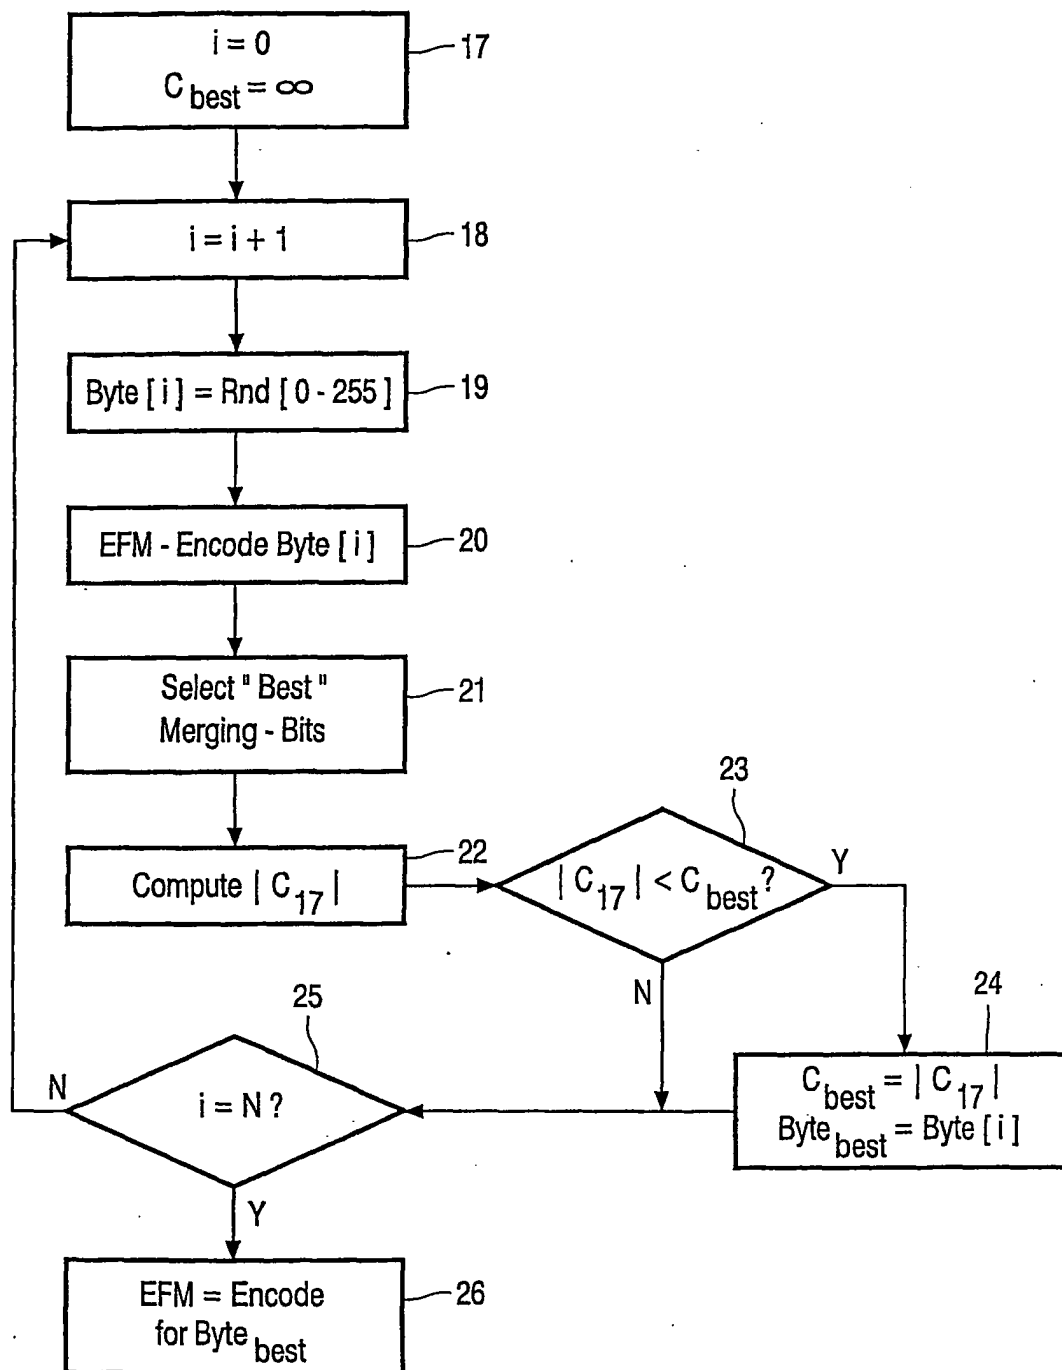 i = 0
C best = ∞
17
i = i + 1
18
Byte [ i ] = Rnd [ 0 - 255 ]
19
EFM - Encode Byte [ i ]
20
Select " Best "
Merging - Bits
21
Compute | C 17 |
22
| C 17 | < C best ?
23
Y
N
C best = | C 17 |
Byte best = Byte [ i ]
24
i = N ?
25
N
Y
EFM = Encode
for Byte best
26